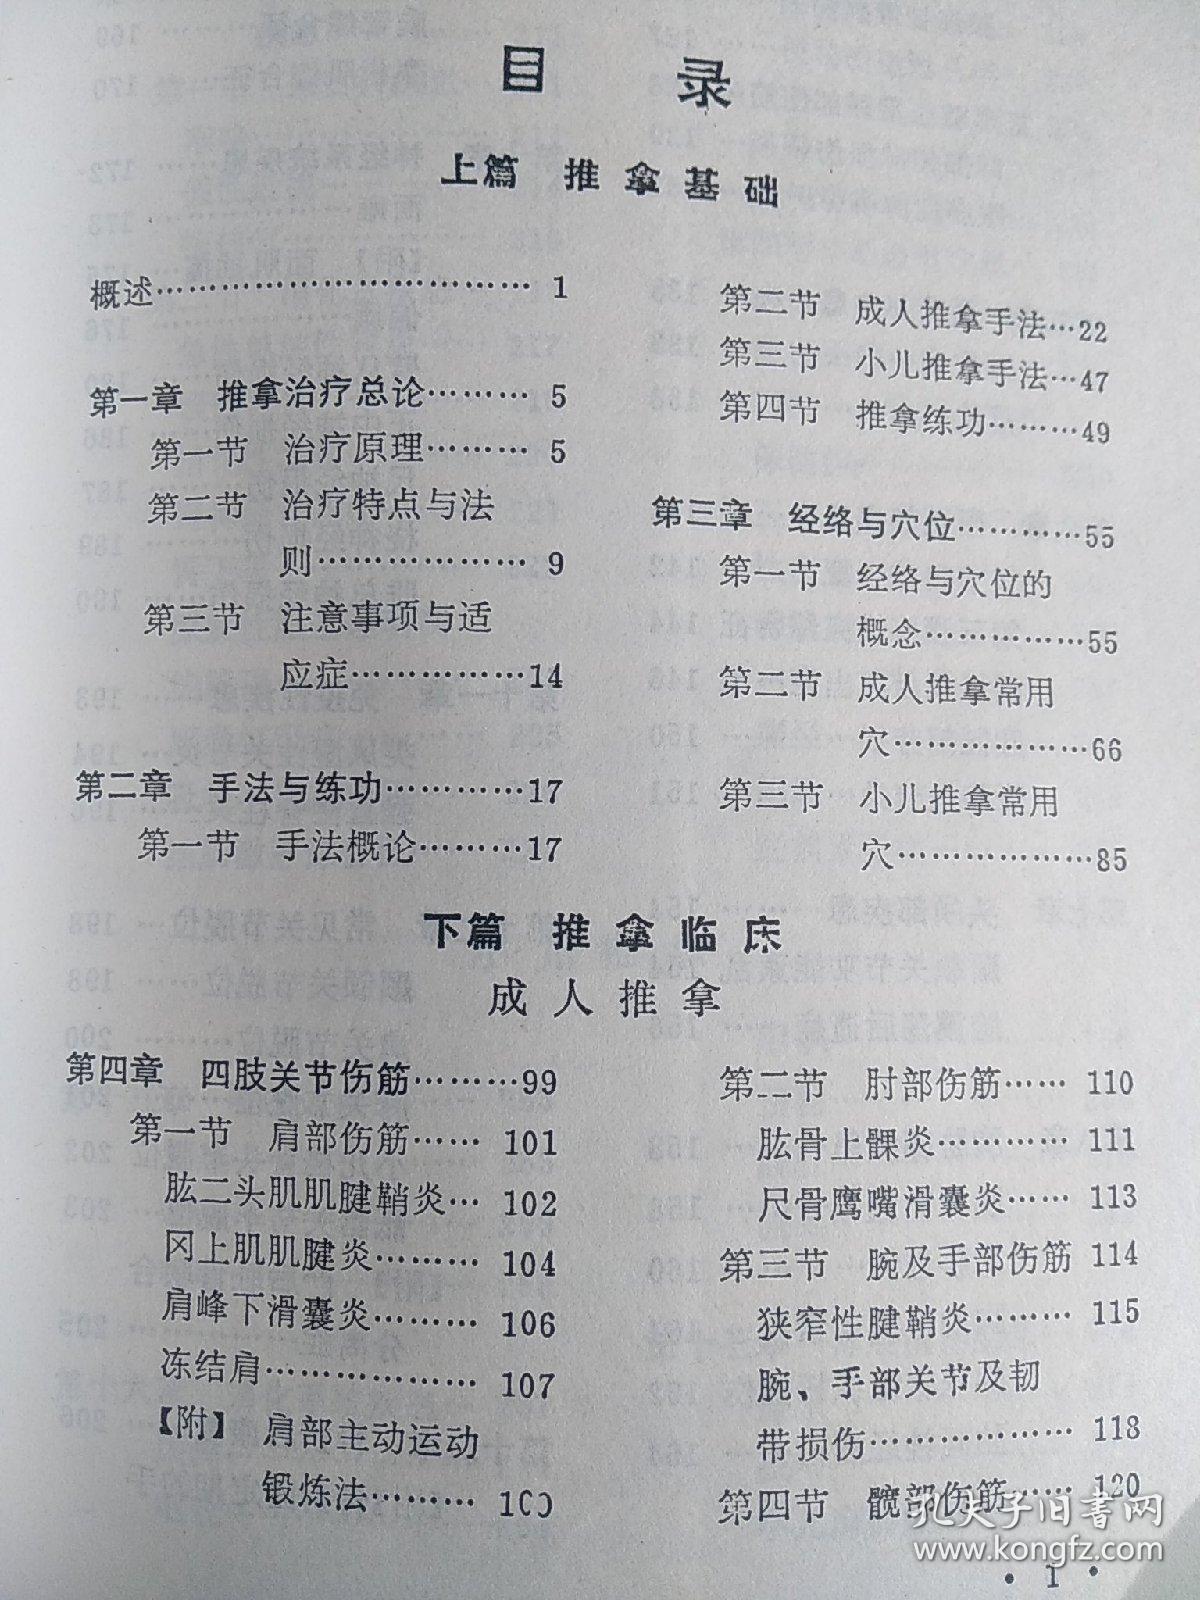 目 录
上篇 推拿基础
概述……………………………… 1
第一章 推拿治疗总论……… 5
第一节 治疗原理……… 5
第二节 治疗特点与法
则………………… 9
第三节 注意事项与适
应症……………14
第二章 手法与练功…………17
第一节 手法概论………17
第二节 成人推拿手法…22
第三节 小儿推拿手法…47
第四节 推拿练功………49
第三章 经络与穴位…………55
第一节 经络与穴位的
概念……………55
第二节 成人推拿常用
穴………………66
第三节 小儿推拿常用
穴………………85
下篇 推拿临床
成人推拿
第四章 四肢关节伤筋………99
第一节 肩部伤筋…… 101
肱二头肌肌腱鞘炎… 102
冈上肌肌腱炎……… 104
肩峰下滑囊炎……… 106
冻结肩……………… 107
【附】 肩部主动运动
锻炼法………
第二节 肘部伤筋…… 110
肱骨上髁炎………… 111
尺骨鹰嘴滑囊炎…… 113
第三节 腕及手部伤筋 114
狭窄性腱鞘炎……… 115
腕、手部关节及韧
带损伤……………… 118
第四节 髋部伤筋…… 120
孔夫子旧书网
www.kongfz.com
• 1 •